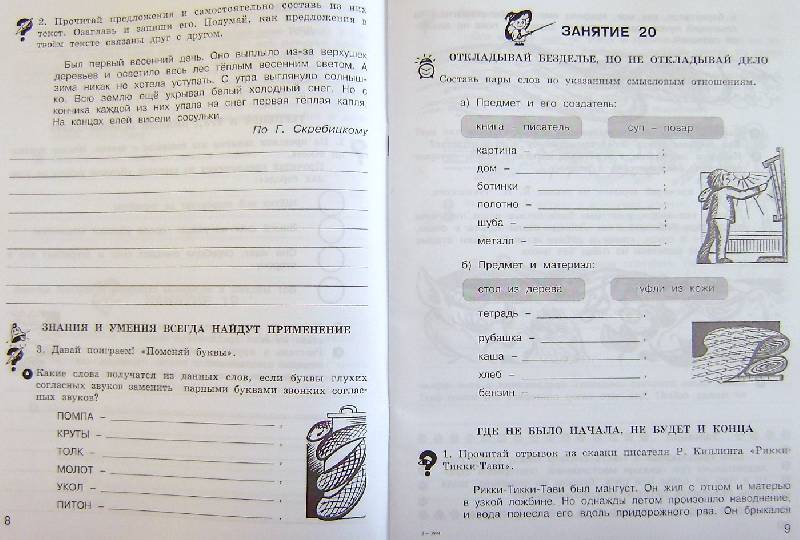 2. Прочитай предложения и самостоятельно составь из них
текст. Озаглавь и запиши его. Подумай, как предложения в
твоём тексте связаны друг с другом.
Был первый весенний день. Оно выплыло из-за верхушек
деревьев и осветило весь лес тёплым весенним светом. А
зима никак не хотела уступать. С утра выглянуло солныш-
ко. Всю землю ещё укрывал белый холодный снег. Но с
кончика каждой из них упала на снег первая тёплая капля.
На концах елей висели сосульки.
По Г. Скребицкому
ЗНАНИЯ И УМЕНИЯ ВСЕГДА НАЙДУТ ПРИМЕНЕНИЕ
3. Давай поиграем! «Поменяй буквы».
Какие слова получатся из данных слов, если буквы глухих
согласных звуков заменить парными буквами звонких соглас-
ных звуков?
ПОМПА – ,
КРУТЫ – ,
ТОЛК – ,
МОЛОТ – ,
УКОЛ – ,
ПИТОН – .
8
ЗАНЯТИЕ 20
ОТКЛАДЫВАЙ БЕЗДЕЛЬЕ, НО НЕ ОТКЛАДЫВАЙ ДЕЛО
Составь пары слов по указанным смысловым отношениям.
а) Предмет и его создатель:
книга – писатель суп – повар
картина – ;
дом – ;
ботинки – ;
полотно – ;
шуба – ;
металл – .
б) Предмет и материал:
стол из дерева туфли из кожи
тетрадь – ,
рубашка – ,
каша – ,
хлеб – ,
бензин – .
ГДЕ НЕ БЫЛО НАЧАЛА, НЕ БУДЕТ И КОНЦА
1. Прочитай отрывок из сказки писателя Р. Киплинга «Рикки-
Тикки-Тави».
Рикки-Тикки-Тави был мангуст. Он жил с отцом и матерью
в узкой ложбине. Но однажды летом произошло наводнение,
и вода понесла его вдоль придорожного рва. Он брыкался
9